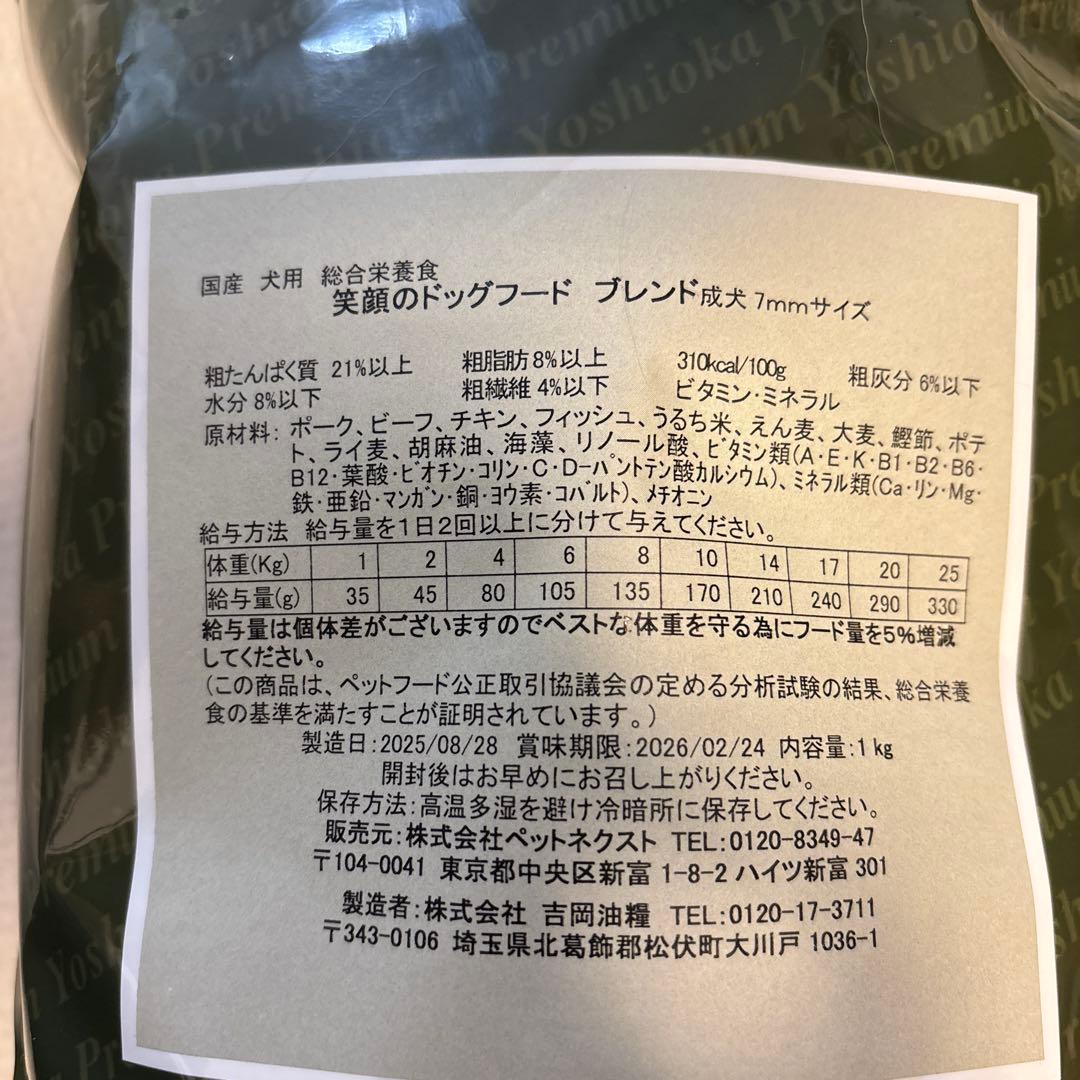 Yoshioka Premium Yoshioka Premium
国産 犬用 総合栄養食
笑顔のドッグフード ブレンド成犬 7mmサイズ
粗たんぱく質 21%以上 粗脂肪 8%以上 310kcal/100g 粗灰分 6%以下
水分 8%以下 粗繊維 4%以下 ビタミン・ミネラル
原材料: ポーク、ビーフ、チキン、フィッシュ、うるち米、えん麦、大麦、鰹節、ポテ
ト、ライ麦、胡麻油、海藻、リノール酸、ビタミン類(A・E・K・B1・B2・B6・
B12・葉酸・ビオチン・コリン・C・D-パントテン酸カルシウム)、ミネラル類(Ca・リン・Mg・
鉄・亜鉛・マンガン・銅・ヨウ素・コバルト)、メチオニン
給与方法 給与量を1日2回以上に分けて与えてください。
体重(Kg) 1 2 4 6 8 10 14 17 20 25
給与量(g) 35 45 80 105 135 170 210 240 290 330
給与量は個体差がございますのでベストな体重を守る為にフード量を5%増減
してください。
(この商品は、ペットフード公正取引協議会の定める分析試験の結果、総合栄養
食の基準を満たすことが証明されています。)
製造日:2025/08/28 賞味期限:2026/02/24 内容量:1kg
開封後はお早めにお召し上がりください。
保存方法:高温多湿を避け冷暗所に保存してください。
販売元:株式会社ペットネクスト TEL:0120-8349-47
〒104-0041 東京都中央区新富 1-8-2 ハイツ新富 301
製造者:株式会社 吉岡油糧 TEL:0120-17-3711
〒343-0106 埼玉県北葛飾郡松伏町大川戸 1036-1